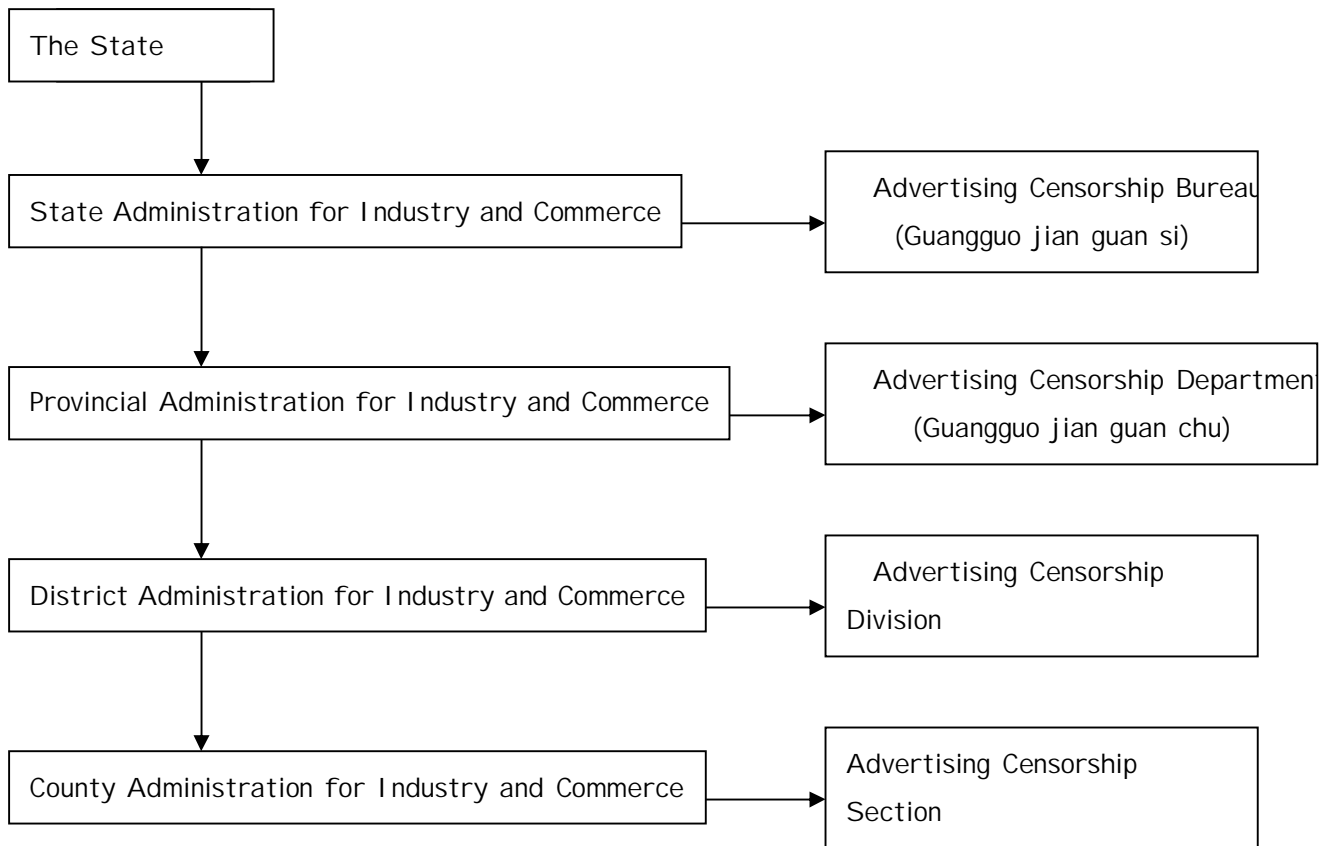 The State
State Administration for Industry and Commerce
Advertising Censorship Bureau
(Guangguo jian guan si)
Provincial Administration for Industry and Commerce
Advertising Censorship Departmen
(Guangguo jian guan chu)
District Administration for Industry and Commerce
Advertising Censorship
Division
County Administration for Industry and Commerce
Advertising Censorship
Section